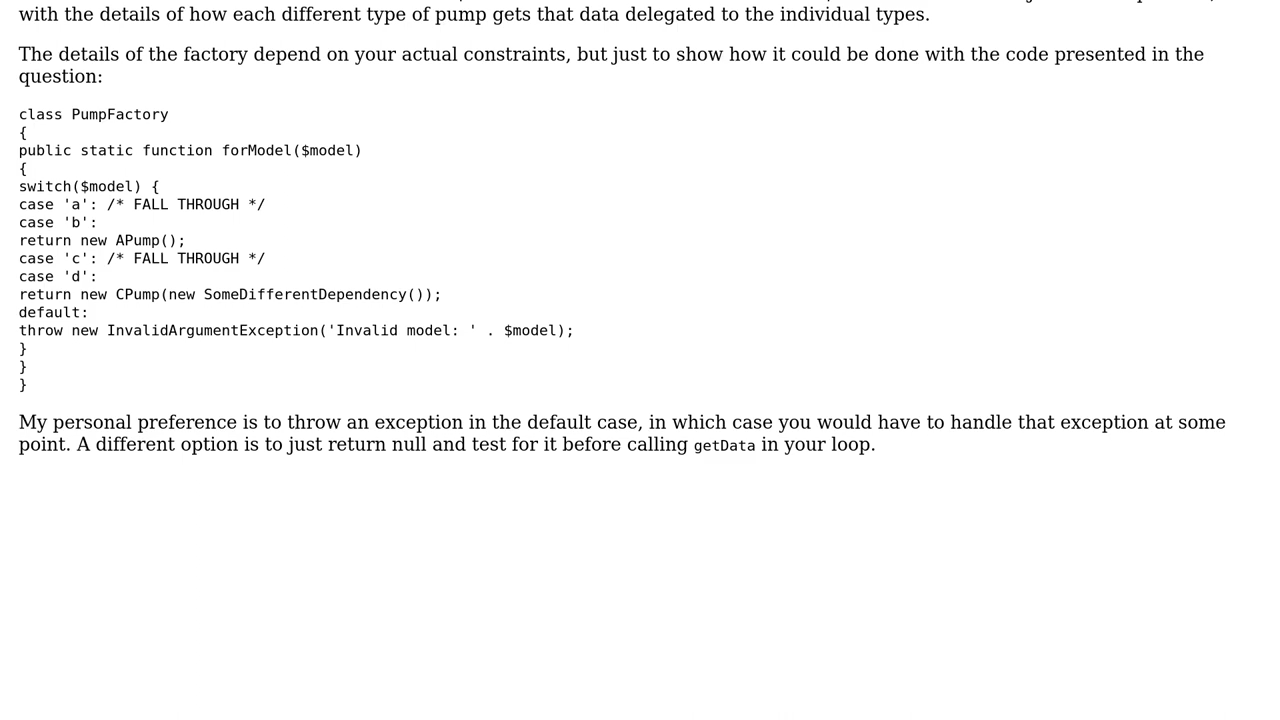 with the details of how each different type of pump gets that data delegated to the individual types.
The details of the factory depend on your actual constraints, but just to show how it could be done with the code presented in the
question:
class PumpFactory
{
public static function forModel($model)
{
switch($model) {
case 'a': /* FALL THROUGH */
case 'b':
return new APump();
case 'c': /* FALL THROUGH */
case 'd':
return new CPump(new SomeDifferentDependency());
default:
throw new InvalidArgumentException('Invalid model: ' . $model);
}
}
}
My personal preference is to throw an exception in the default case, in which case you would have to handle that exception at some
point. A different option is to just return null and test for it before calling getData in your loop.